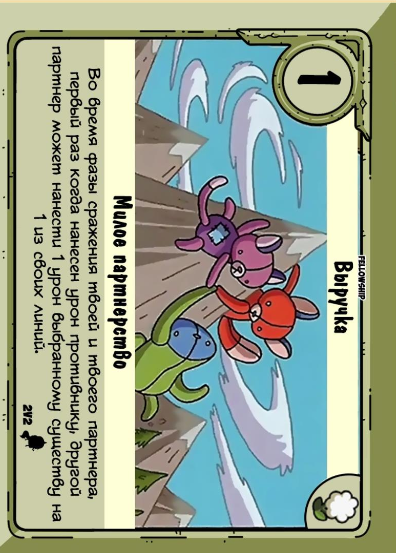 1
FELLOWSHIP
Выручка
Милое партнерство
Во время фазы сражения твоей и твоего партнера,
первый раз когда нанесен урон противнику, другой
партнер может нанести 1 урон выбранному существу на
1 из своих линий.
2V2